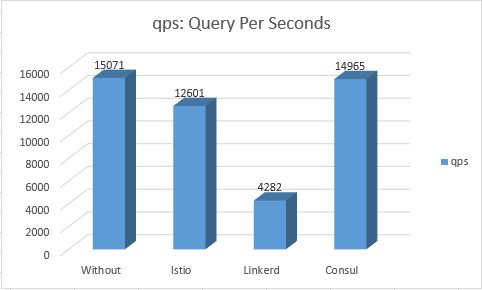 qps: Query Per Seconds
16000
14000
12000
10000
8000
6000
4000
2000
0
15071
12601
4282
14965
Without
Istio
Linkerd
Consul
qps